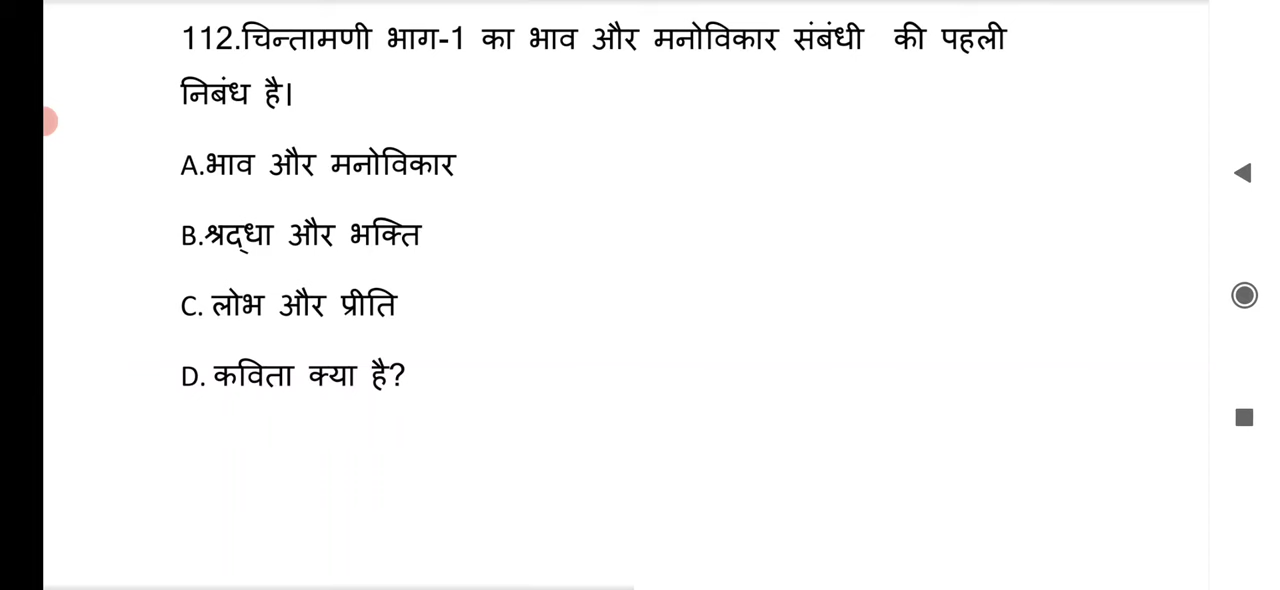 112.चिन्तामणी भाग-1 का भाव और मनोविकार संबंधी की पहली
निबंध है।
A.भाव और मनोविकार
B.श्रद्धा और भक्ति
C. लोभ और प्रीति
D. कविता क्या है?